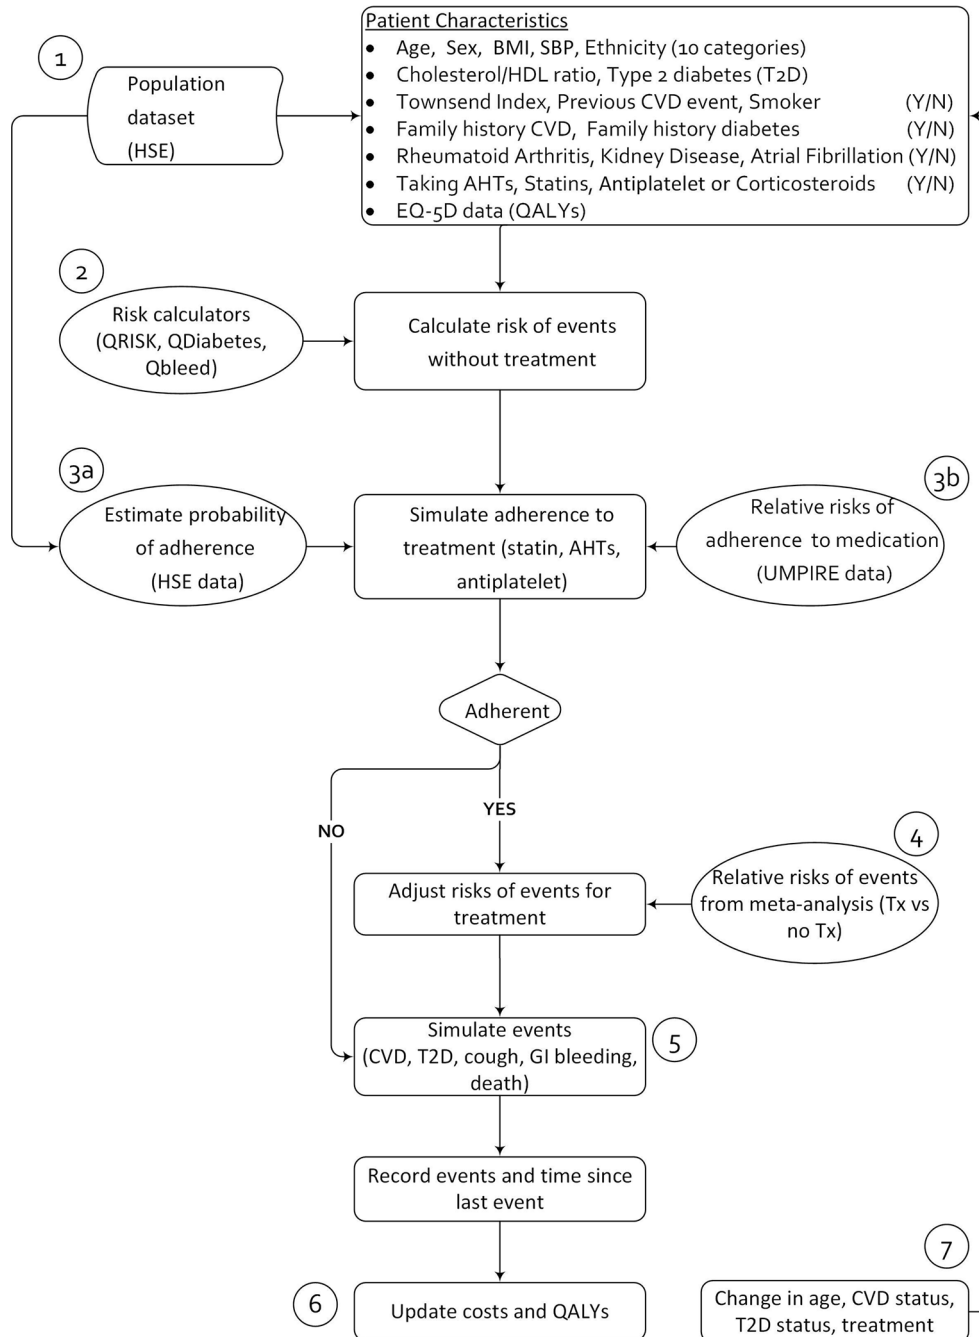 Patient Characteristics
• Age, Sex, BMI, SBP, Ethnicity (10 categories)
• Cholesterol/HDL ratio, Type 2 diabetes (T2D)
• Townsend Index, Previous CVD event, Smoker (Y/N)
• Family history CVD, Family history diabetes (Y/N)
• Rheumatoid Arthritis, Kidney Disease, Atrial Fibrillation (Y/N)
• Taking AHTs, Statins, Antiplatelet or Corticosteroids (Y/N)
• EQ-5D data (QALYs)
1
Population
dataset
(HSE)
2
Risk calculators
(QRISK, QDiabetes,
Qbleed)
Calculate risk of events
without treatment
3a
Estimate probability
of adherence
(HSE data)
Simulate adherence to
treatment (statin, AHTs,
antiplatelet)
3b
Relative risks of
adherence to medication
(UMPIRE data)
Adherent
NO
YES
4
Adjust risks of events for
treatment
Relative risks of events
from meta-analysis (Tx vs
no Tx)
Simulate events
(CVD, T2D, cough, GI bleeding,
death)
5
Record events and time since
last event
6
Update costs and QALYs
7
Change in age, CVD status,
T2D status, treatment